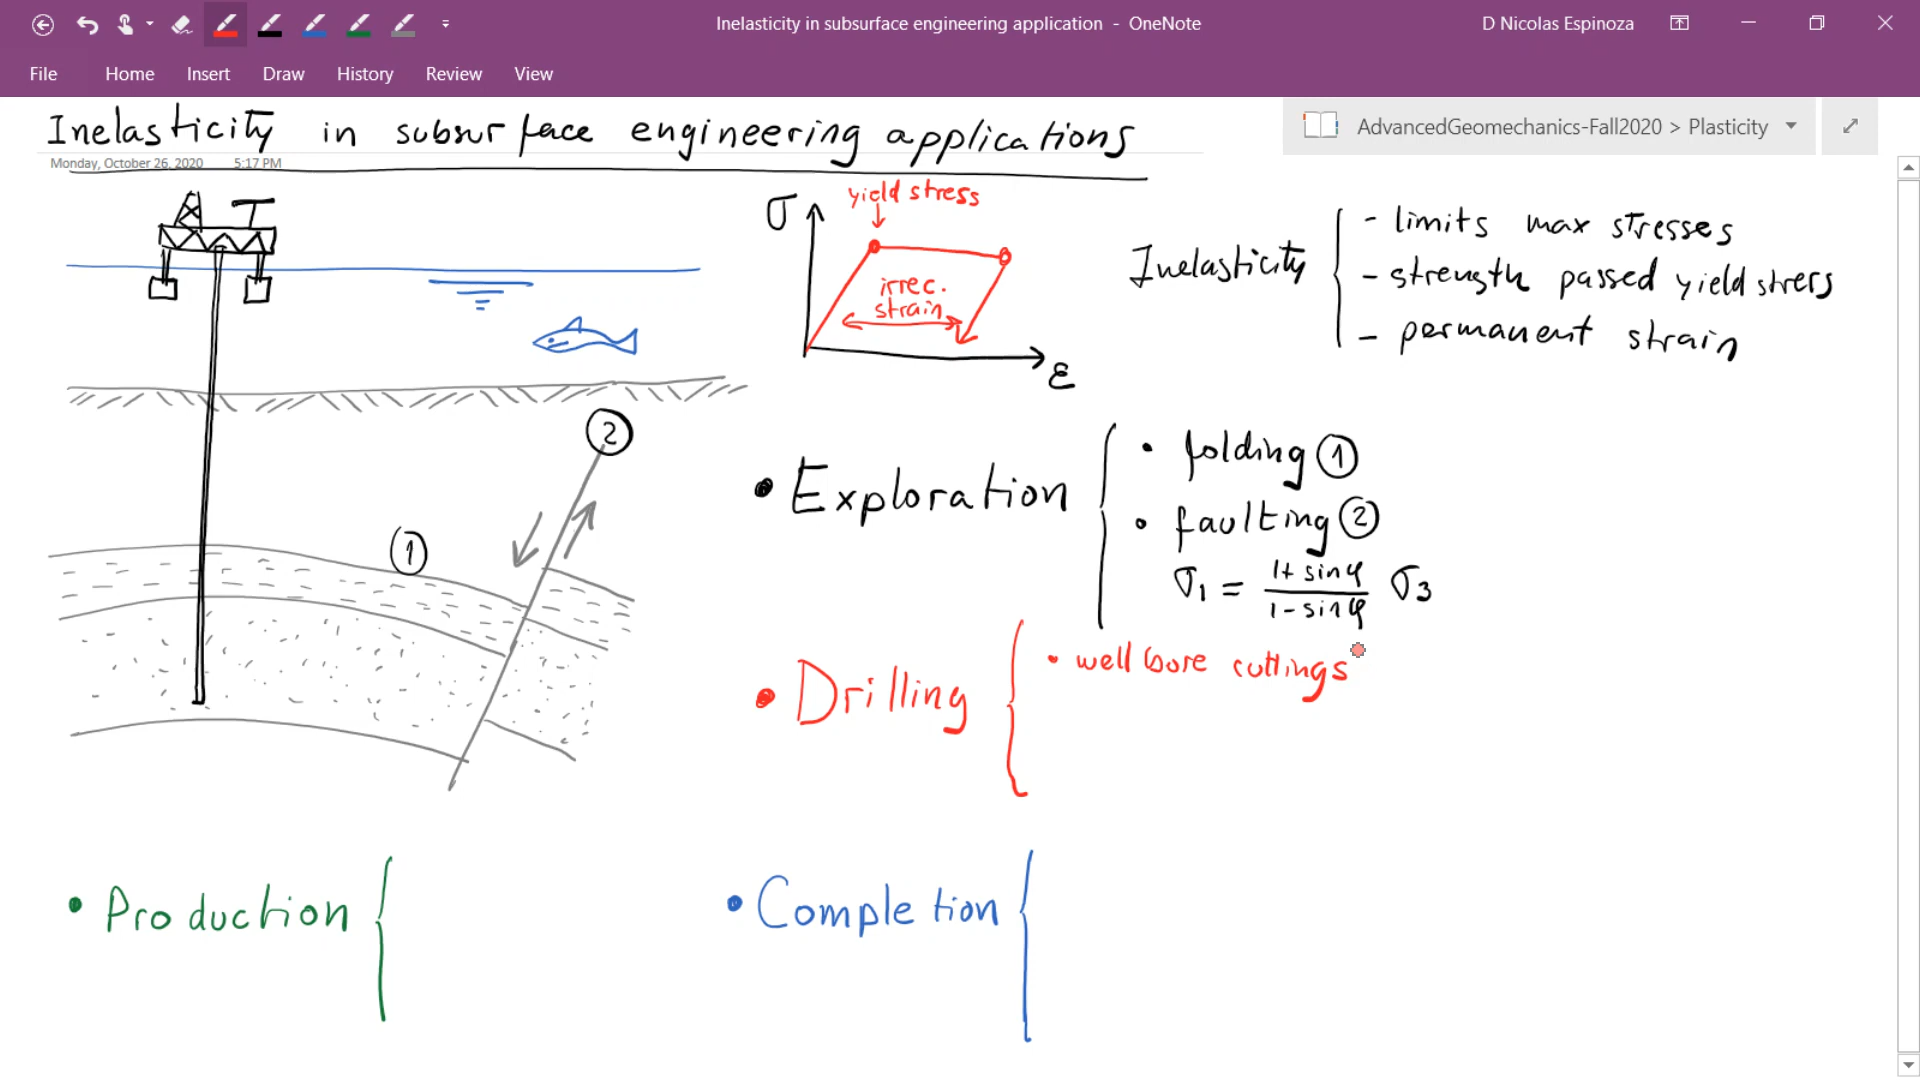 Inelasticity in subsurface engineering application - OneNote
D Nicolas Espinoza
File Home Insert Draw History Review View
Inelasticity in subsurface engineering applications
AdvancedGeomechanics-Fall2020 > Plasticity
Monday, October 26, 2020 5:17 PM
σ
yield stress
irrec.
strain
ε
Inelasticity
- limits max stresses
- strength passed yield stress
- permanent strain
2
1
• Exploration
• folding 1
• faulting 2
σ1 = (1+ sinφ)/(1-sinφ) σ3
• Drilling
• wellbore cuttings
• Production
• Completion